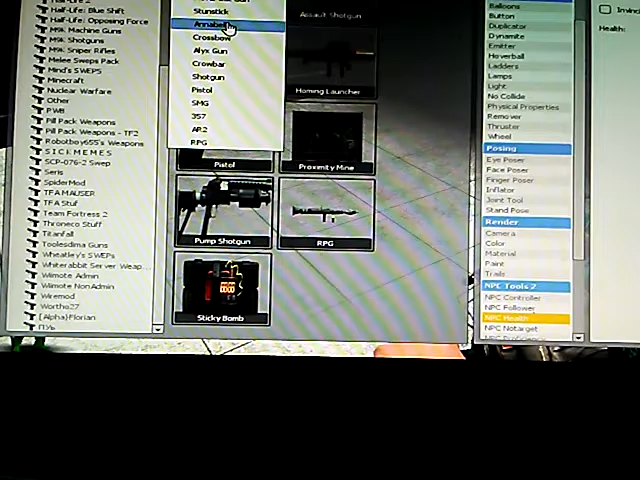 Half-Life: Blue Shift
Half-Life: Opposing Force
M9K: Machine Guns
M9K: Shotguns
M9K: Sniper Rifles
Melee Sweps Pack
Mind's SWEPS
Minecraft
Nuclear Warfare
Other
PWB
Pill Pack Weapons
Pill Pack Weapons - TF2
Robotboy655's Weapons
S I C K M E M E S
SCP-076-2 Swep
Seris
SpiderMod
TFA MAUSER
TFA Stuf
Team Fortress 2
Throneco Stuff
Titanfall
Toolesdima Guns
Wheatley's SWEPs
Whiterabbit Server Weap...
Wimote Admin
Wimote NonAdmin
Wiremod
Wortho27
[Alpha]Florian
Stunstick
Crossbow
Alyx Gun
Crowbar
Shotgun
Pistol
SMG
357
AR2
RPG
Assault Shotgun
Homing Launcher
Pistol
Proximity Mine
Pump Shotgun
RPG
Sticky Bomb
Balloons
Button
Duplicator
Dynamite
Emitter
Hoverball
Ladders
Lamps
Light
No Collide
Physical Properties
Remover
Thruster
Wheel
Posing
Eye Poser
Face Poser
Finger Poser
Inflator
Joint Tool
Stand Pose
Render
Camera
Color
Material
Paint
Trails
NPC Tools 2
NPC Controller
NPC Follower
NPC Health
NPC Notarget
Health: